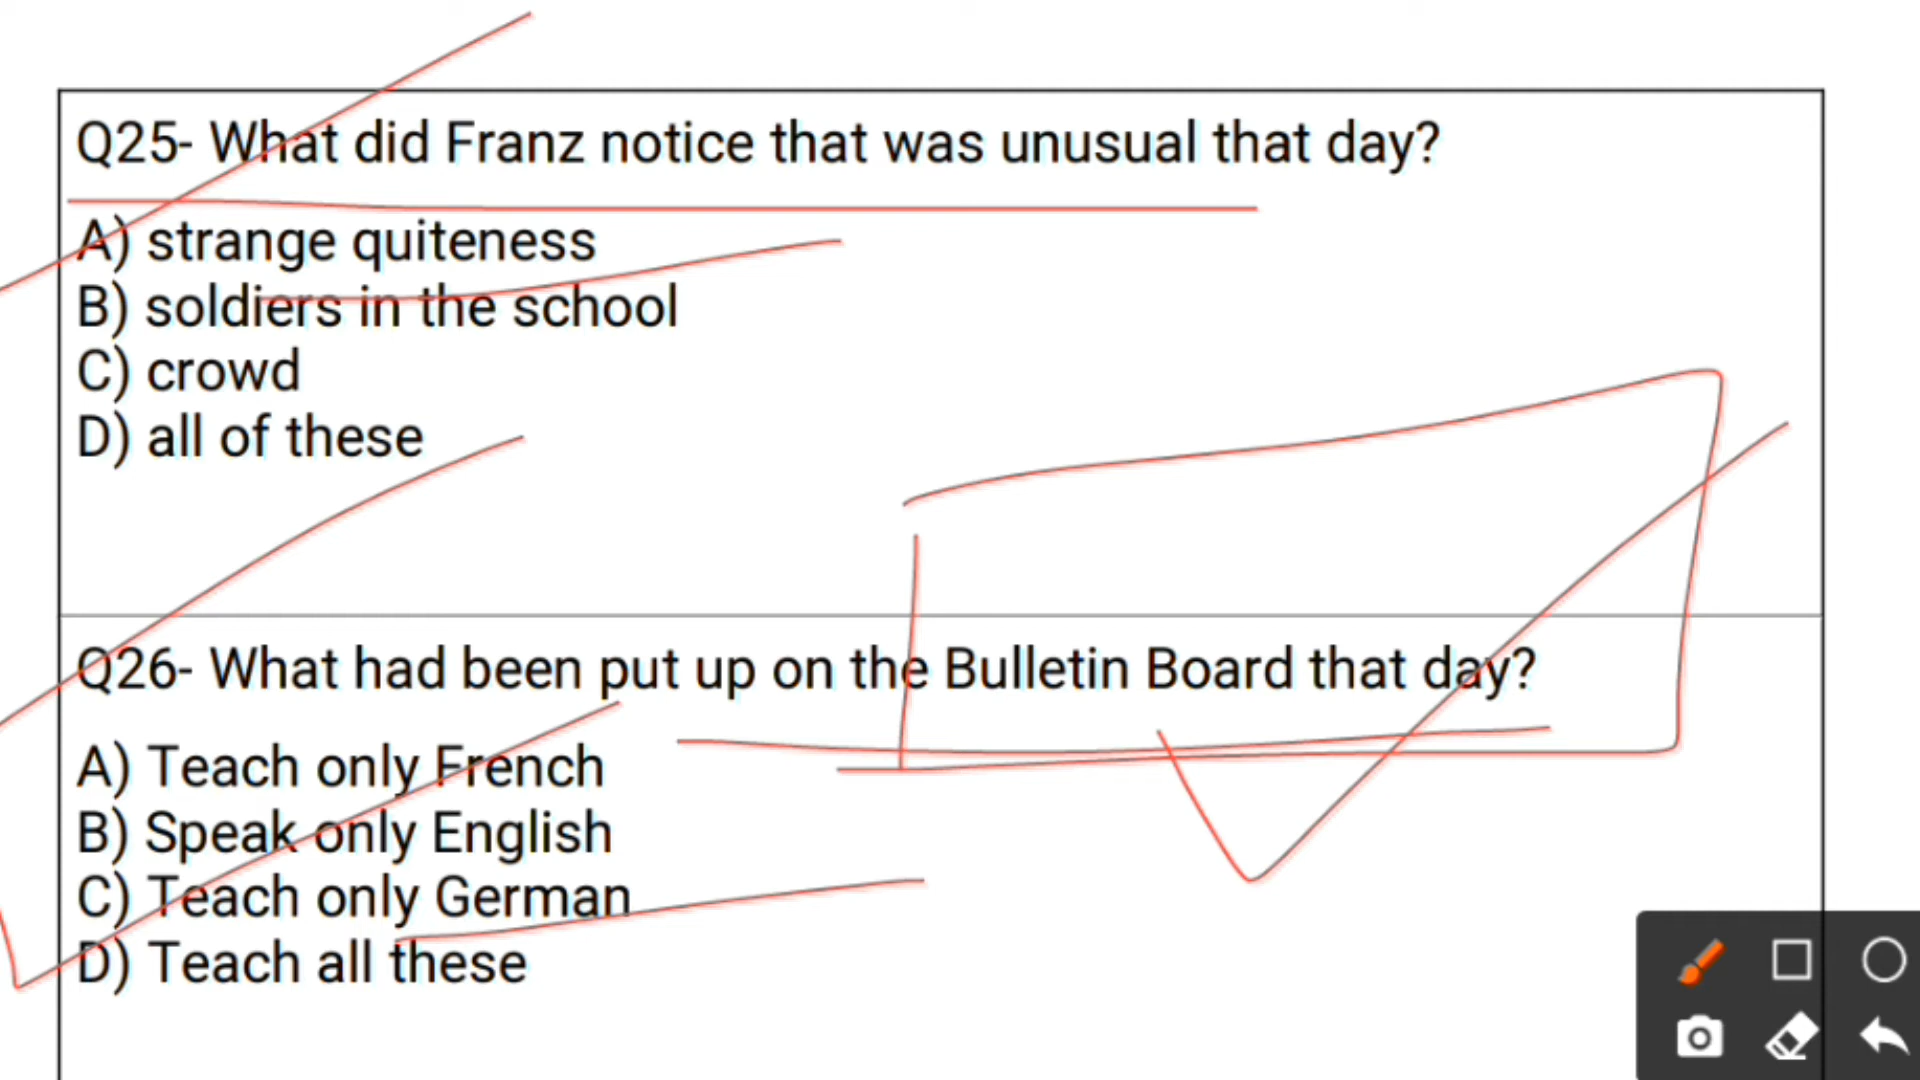 Q25- What did Franz notice that was unusual that day?
A) strange quiteness
B) soldiers in the school
C) crowd
D) all of these
Q26- What had been put up on the Bulletin Board that day?
A) Teach only French
B) Speak only English
C) Teach only German
D) Teach all these